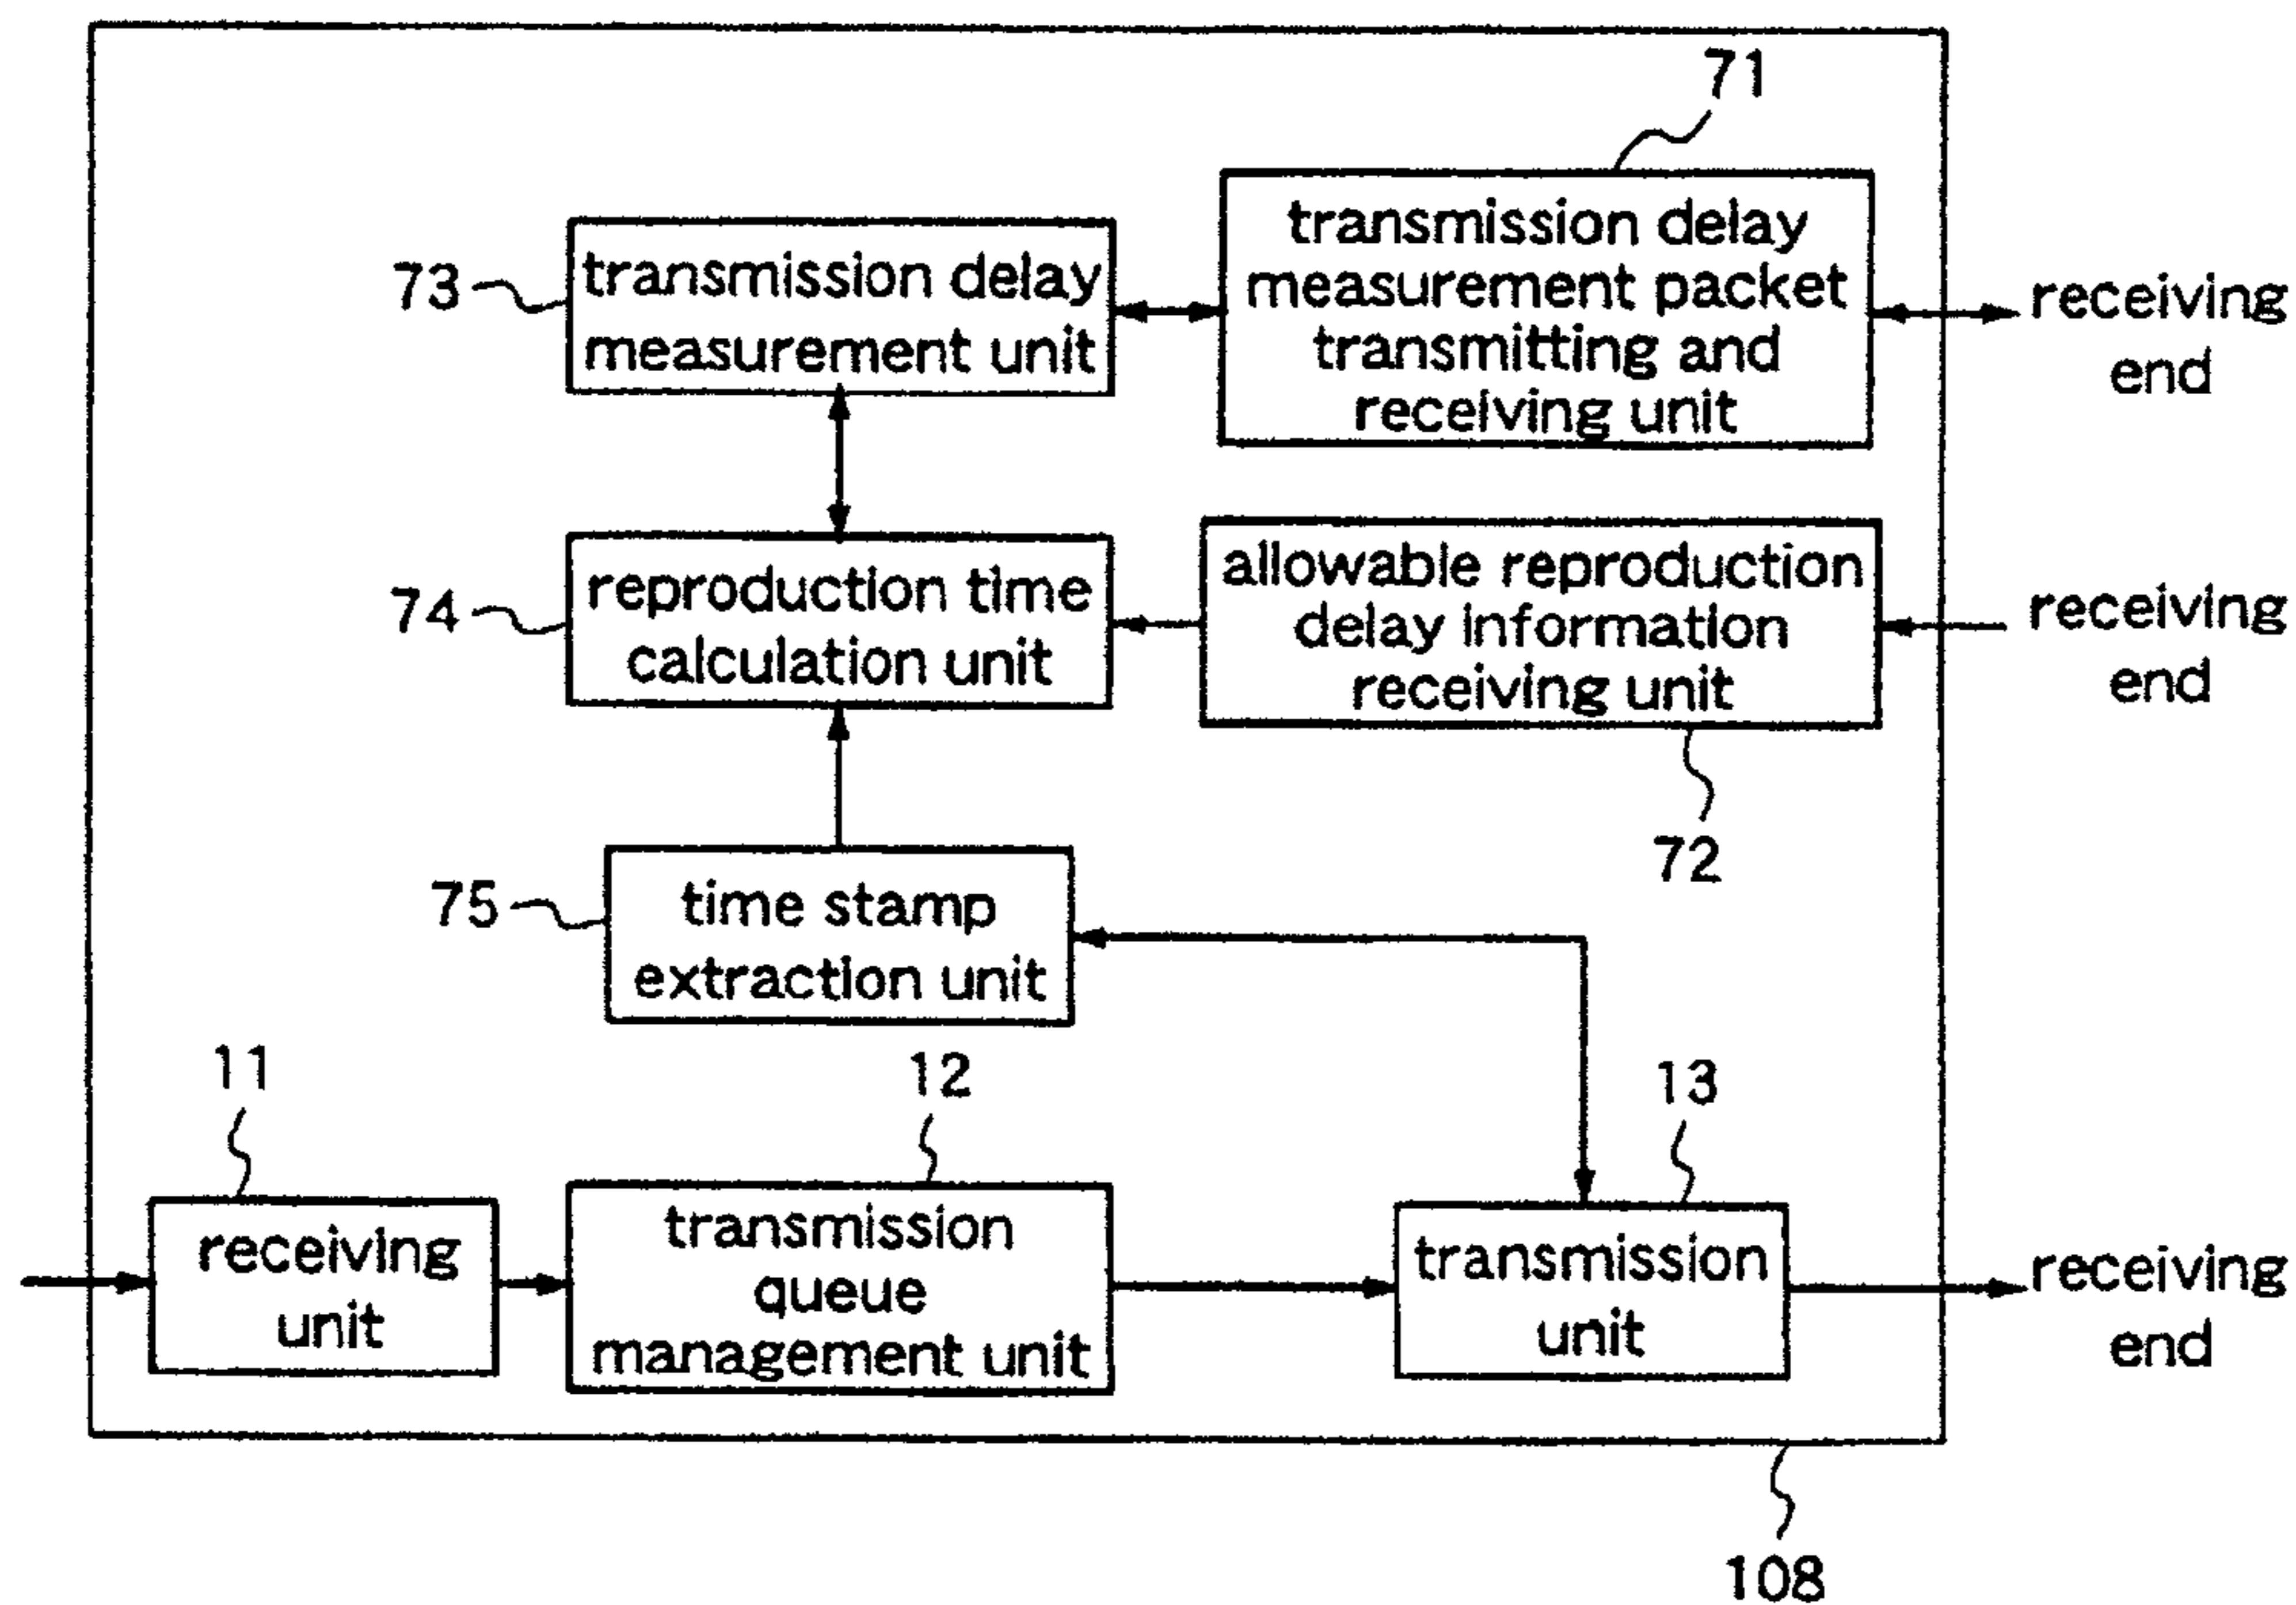 71
transmission delay
measurement packet
transmitting and
receiving unit
73
transmission delay
measurement unit
receiving
end
74
reproduction time
calculation unit
allowable reproduction
delay information
receiving unit
receiving
end
72
75
time stamp
extraction unit
11
12
13
receiving
unit
transmission
queue
management unit
transmission
unit
receiving
end
108